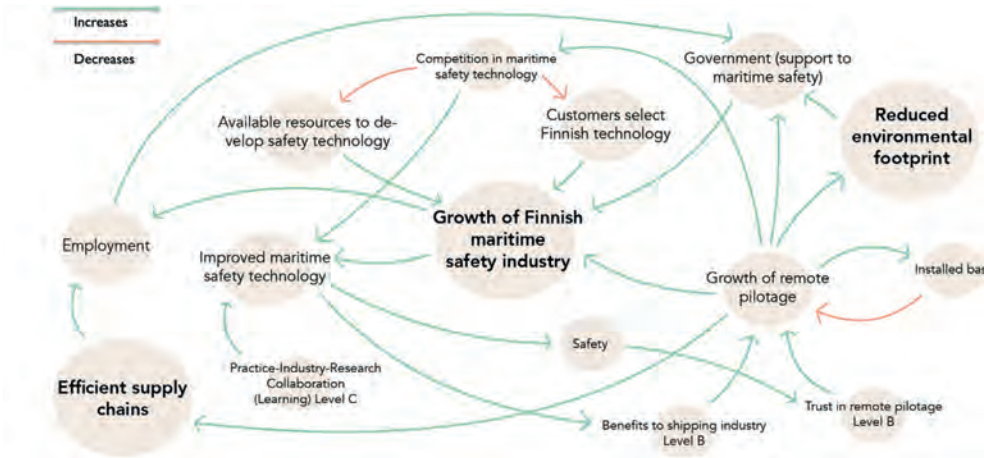 Increases
Decreases
Competition in maritime
safety technology
Government (support to
maritime safety)
Available resources to de-
velop safety technology
Customers select
Finnish technology
Reduced
environmental
footprint
Growth of Finnish
maritime
safety industry
Employment
Improved maritime
safety technology
Growth of remote
pilotage
Installed bas
Safety
Efficient supply
chains
Practice-Industry-Research
Collaboration
(Learning) Level C
Benefits to shipping industry
Level B
Trust in remote pilotage
Level B